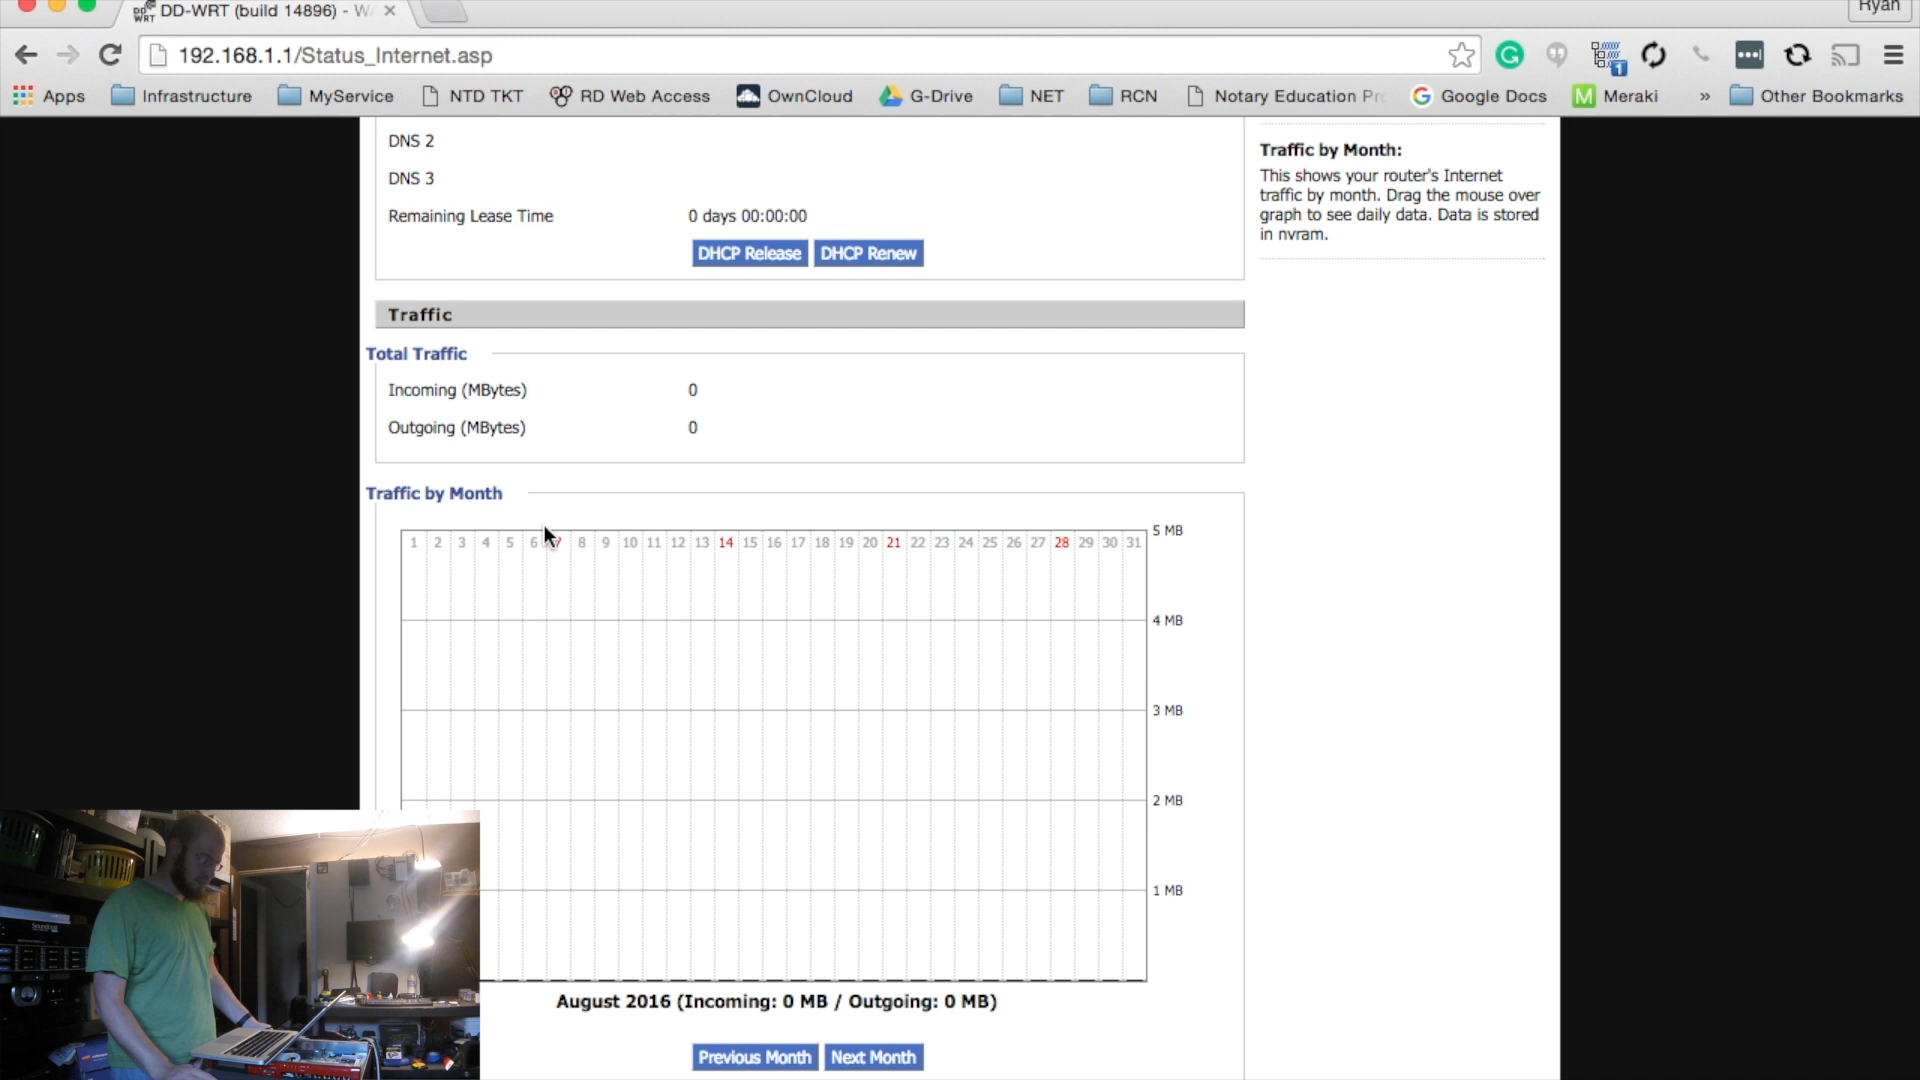 DD-WRT (build 14896) - W
Ryan
192.168.1.1/Status_Internet.asp
1
Apps Infrastructure MyService NTD TKT RD Web Access OwnCloud G-Drive NET RCN Notary Education Pr Google Docs Meraki » Other Bookmarks
DNS 2
DNS 3
Remaining Lease Time 0 days 00:00:00
DHCP Release DHCP Renew
Traffic
Total Traffic
Incoming (MBytes) 0
Outgoing (MBytes) 0
Traffic by Month
5 MB
1 2 3 4 5 6 7 8 9 10 11 12 13 14 15 16 17 18 19 20 21 22 23 24 25 26 27 28 29 30 31
4 MB
3 MB
2 MB
1 MB
August 2016 (Incoming: 0 MB / Outgoing: 0 MB)
Previous Month Next Month
Traffic by Month:
This shows your router's Internet
traffic by month. Drag the mouse over
graph to see daily data. Data is stored
in nvram.